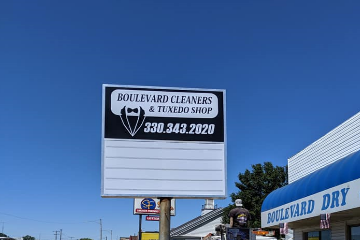 BOULEVARD CLEANERS
& TUXEDO SHOP
330.343.2020
BOULEVARD DRY